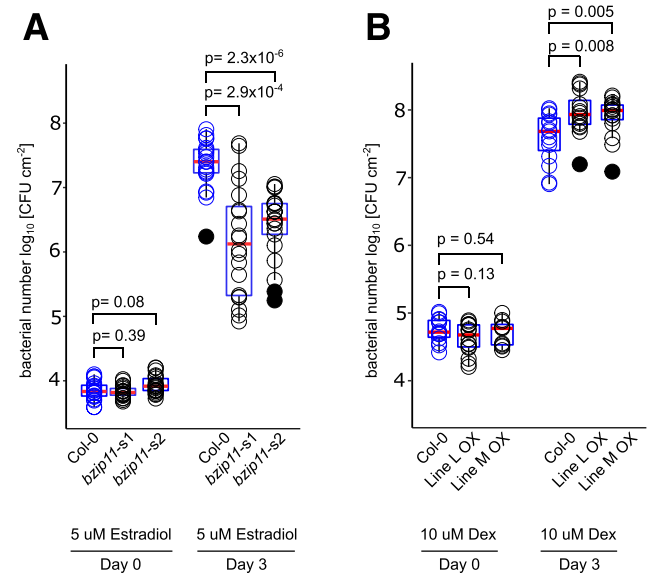 A
bacterial number log10 [CFU cm-2]
8
7
6
5
4
p = 2.3x10-6
p = 2.9x10-4
p= 0.08
p= 0.39
Col-0
bzip11-s1
bzip11-s2
Col-0
bzip11-s1
bzip11-s2
5 uM Estradiol
Day 0
5 uM Estradiol
Day 3
B
bacterial number log10 [CFU cm-2]
8
7
6
5
4
p = 0.005
p = 0.008
p = 0.54
p = 0.13
Col-0
Line L OX
Line M OX
Col-0
Line L OX
Line M OX
10 uM Dex
Day 0
10 uM Dex
Day 3